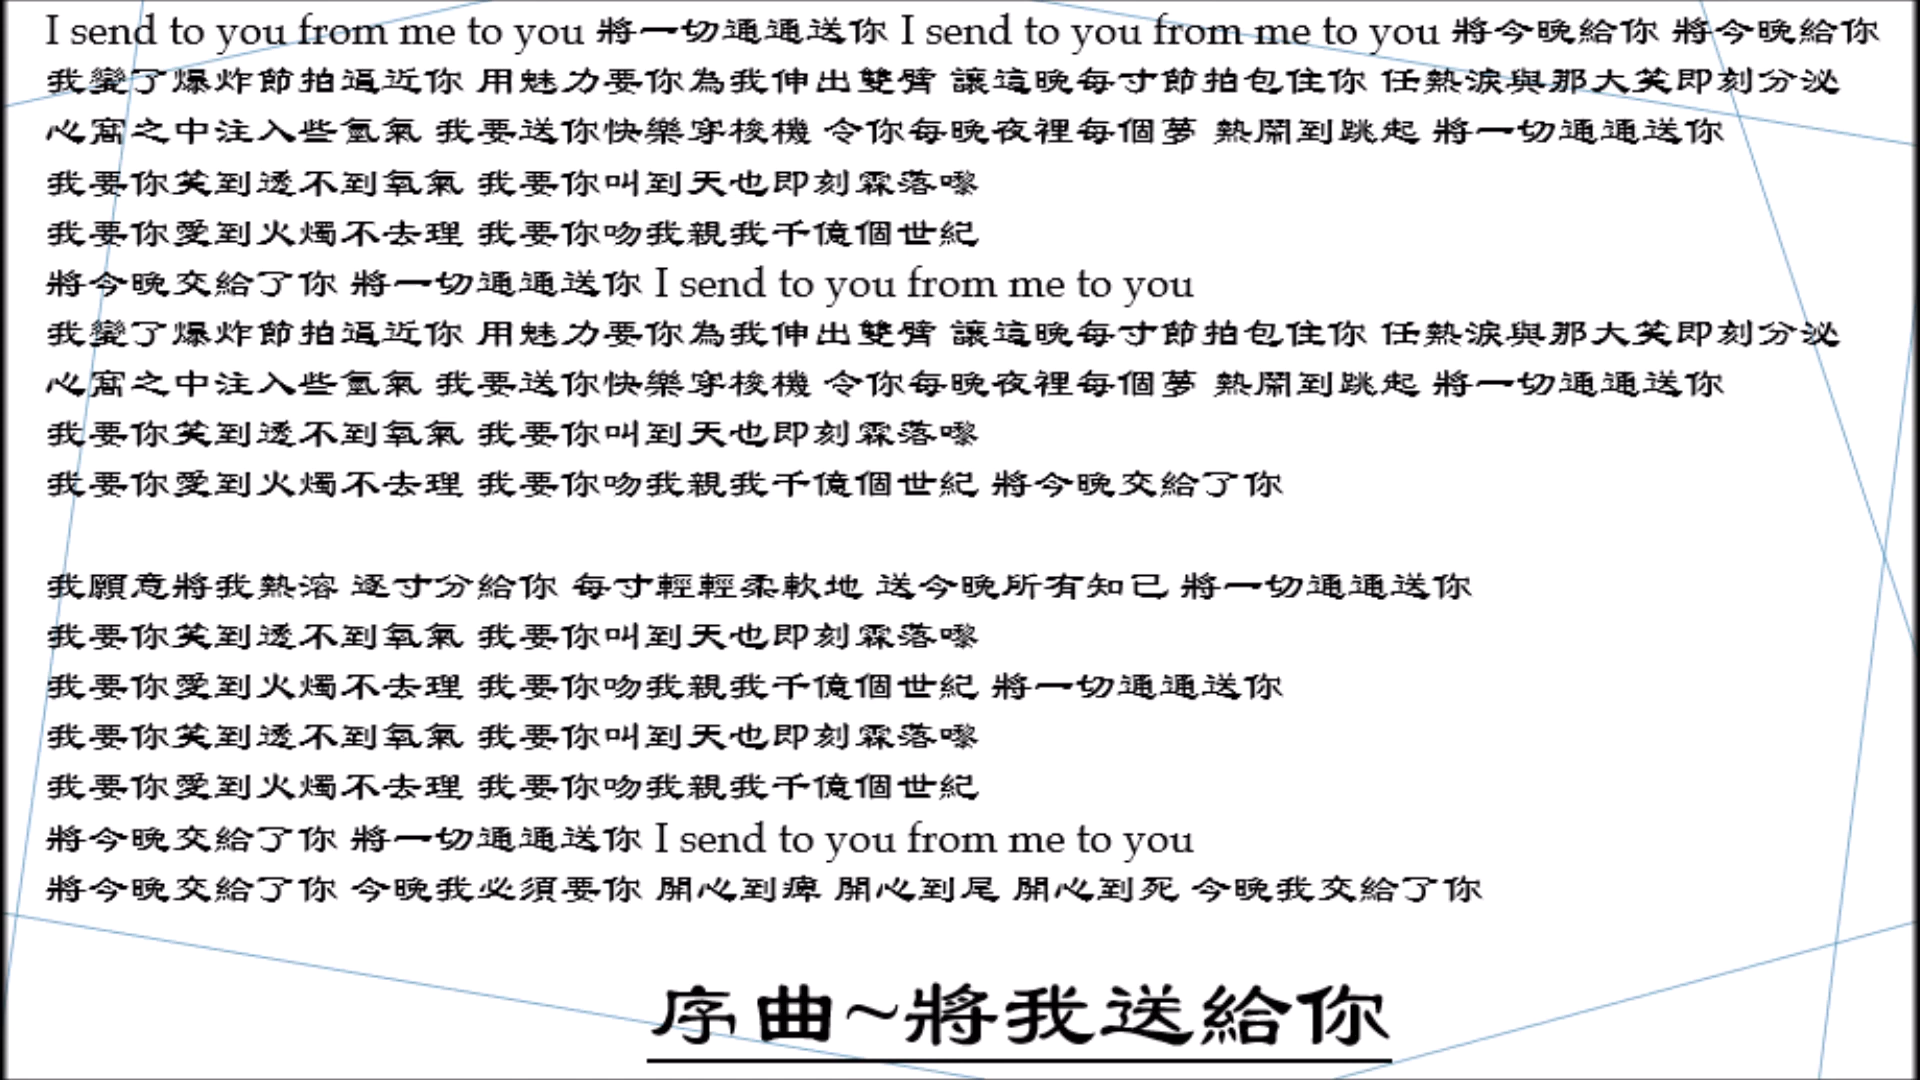 I send to you from me to you 將一切通通送你 I send to you from me to you 將今晚給你 將今晚給你
我變了爆炸節拍逼近你 用魅力要你為我伸出雙臂 讓這晚每寸節拍包住你 任熱淚與那大笑即刻分泌
心窩之中注入些氫氣 我要送你快樂穿梭機 令你每晚夜裡每個夢 熱鬧到跳起 將一切通通送你
我要你笑到透不到氧氣 我要你叫到天也即刻霖落嚟
我要你愛到火燭不去理 我要你吻我親我千億個世紀
將今晚交給了你 將一切通通送你 I send to you from me to you
我變了爆炸節拍逼近你 用魅力要你為我伸出雙臂 讓這晚每寸節拍包住你 任熱淚與那大笑即刻分泌
心窩之中注入些氫氣 我要送你快樂穿梭機 令你每晚夜裡每個夢 熱鬧到跳起 將一切通通送你
我要你笑到透不到氧氣 我要你叫到天也即刻霖落嚟
我要你愛到火燭不去理 我要你吻我親我千億個世紀 將今晚交給了你
我願意將我熱溶 逐寸分給你 每寸輕輕柔軟地 送今晚所有知己 將一切通通送你
我要你笑到透不到氧氣 我要你叫到天也即刻霖落嚟
我要你愛到火燭不去理 我要你吻我親我千億個世紀 將一切通通送你
我要你笑到透不到氧氣 我要你叫到天也即刻霖落嚟
我要你愛到火燭不去理 我要你吻我親我千億個世紀
將今晚交給了你 將一切通通送你 I send to you from me to you
將今晚交給了你 今晚我必須要你 開心到痺 開心到尾 開心到死 今晚我交給了你
序曲~將我送給你